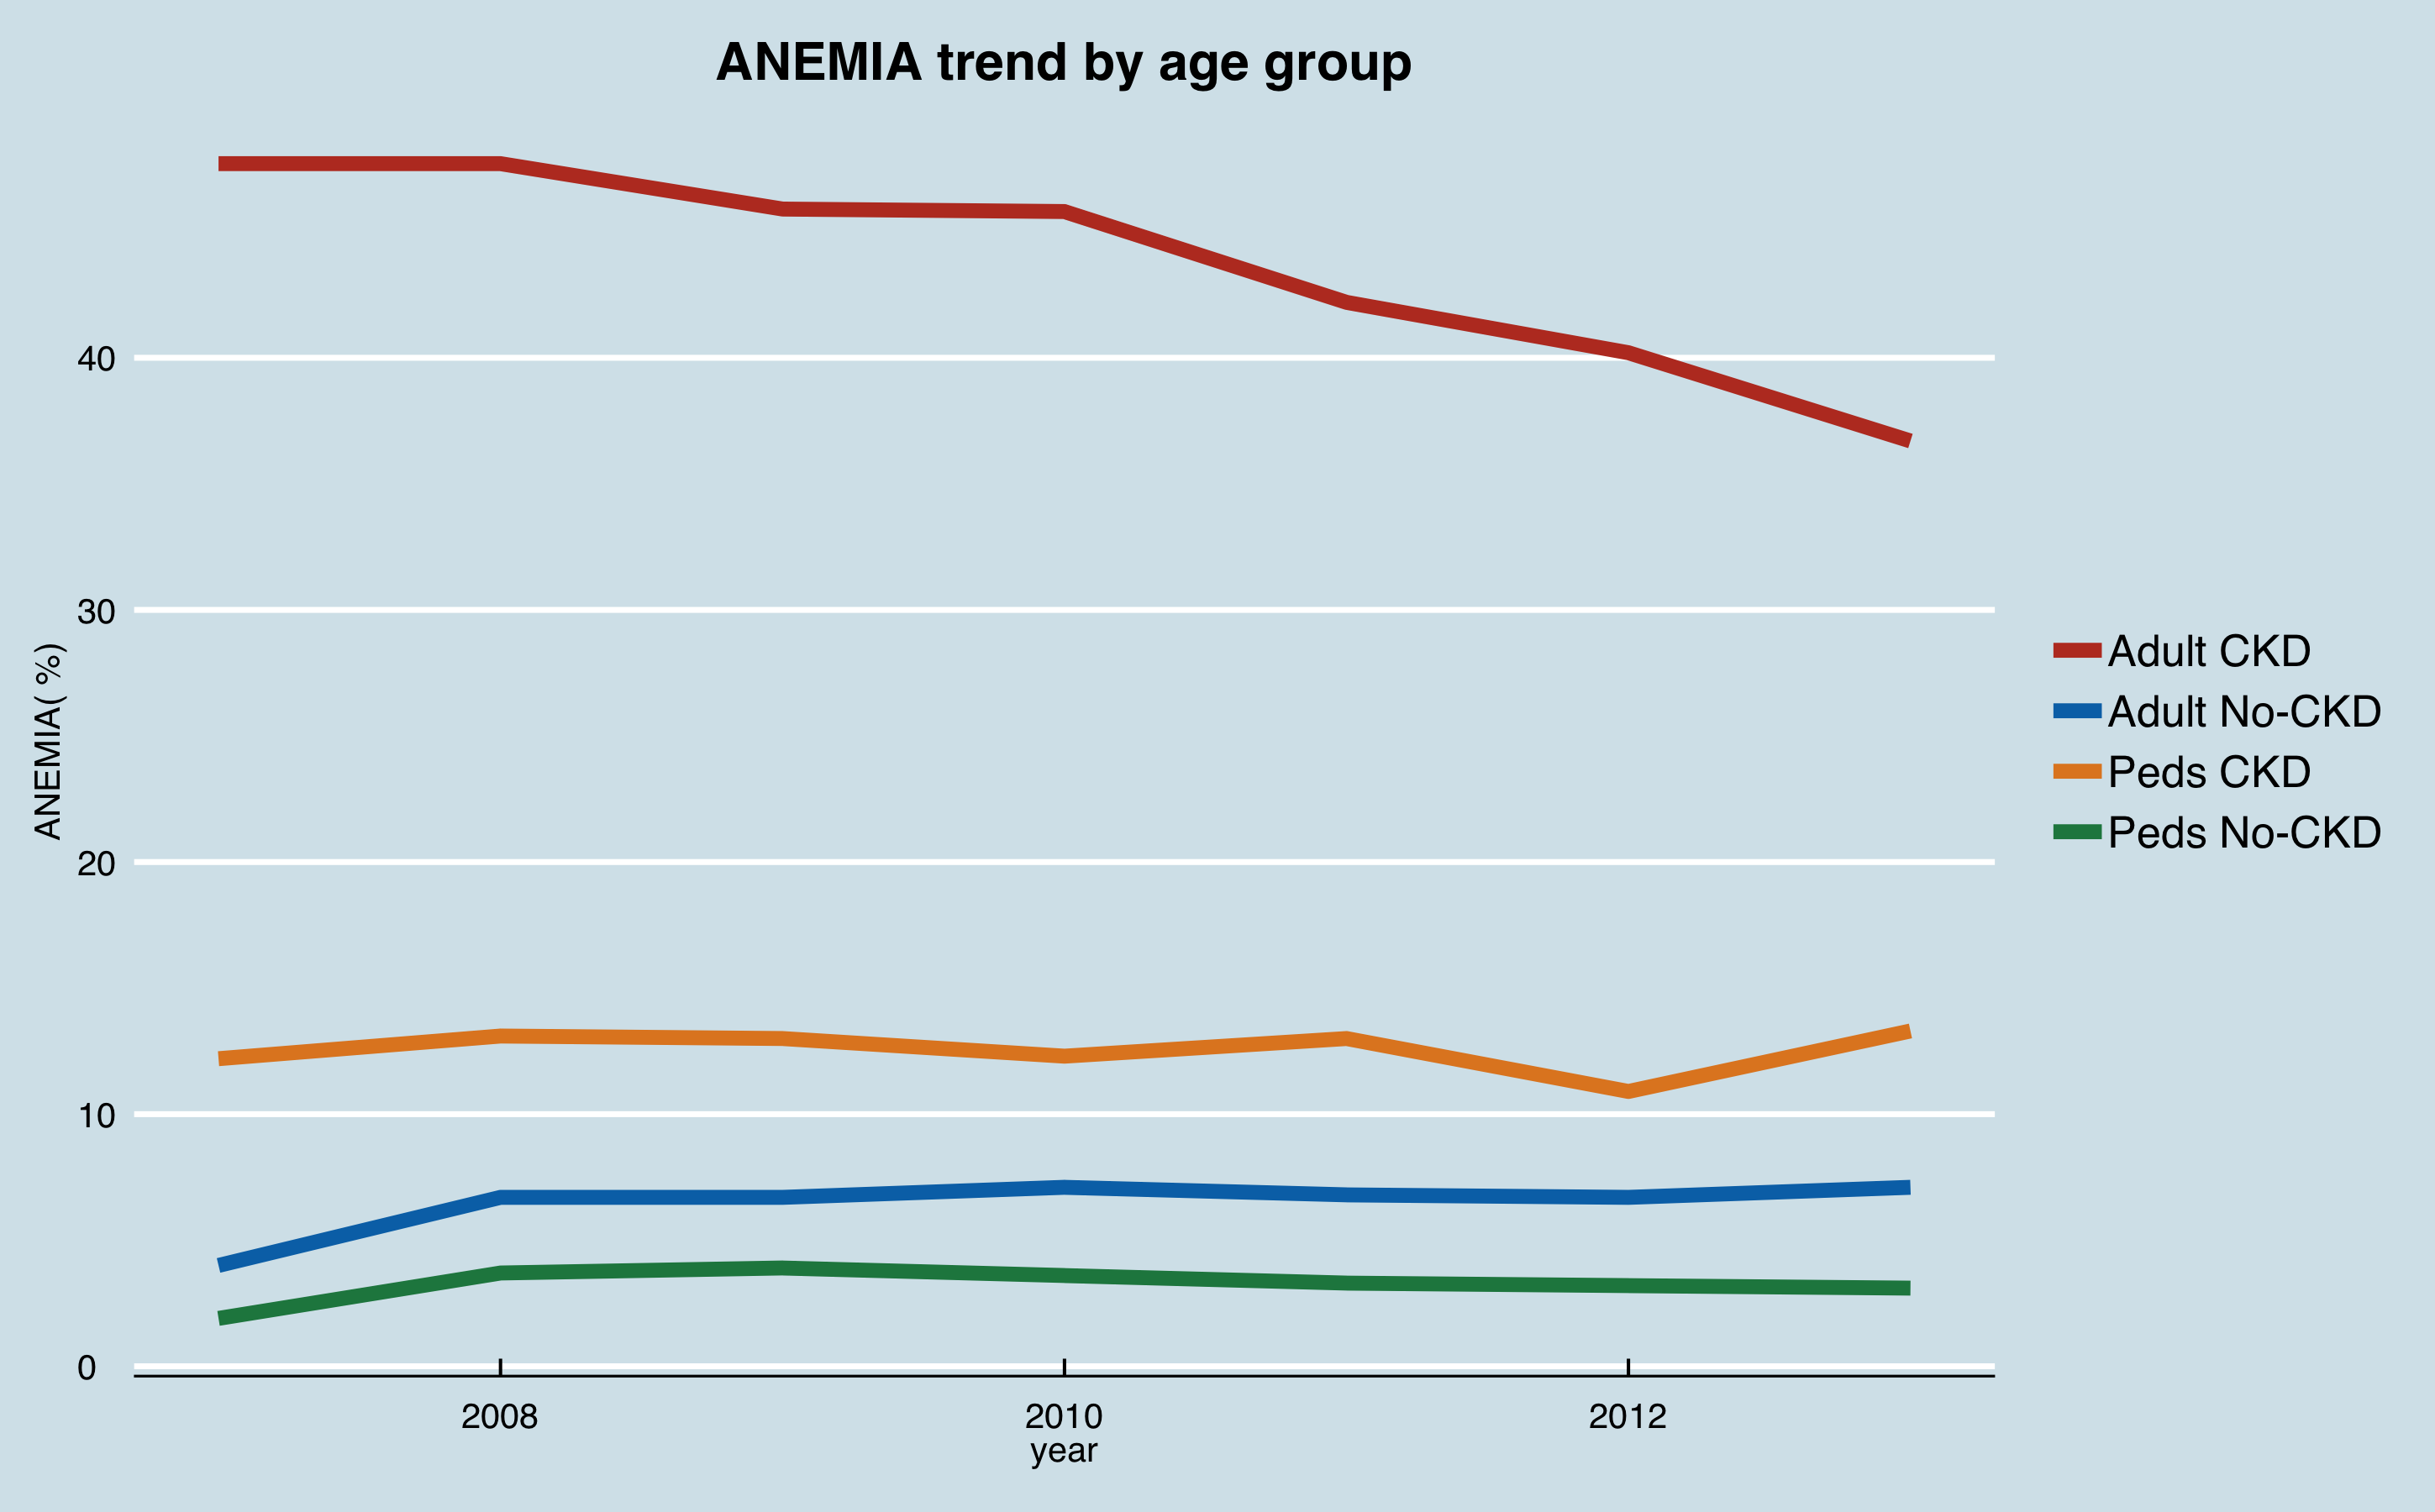 ANEMIA trend by age group
ANEMIA( %)
40
30
20
10
0
2008
2010
2012
year
Adult CKD
Adult No-CKD
Peds CKD
Peds No-CKD